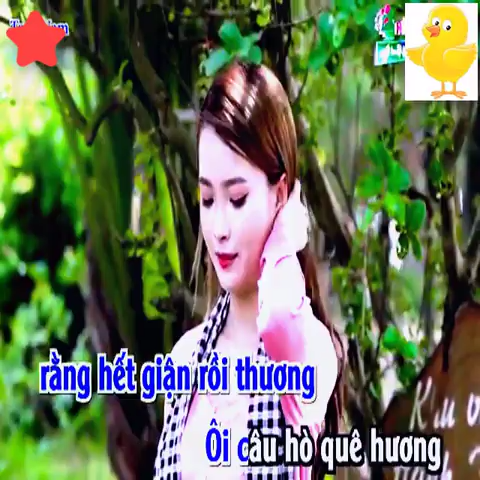 rằng hết giận rồi thương
Ôi câu hò quê hương